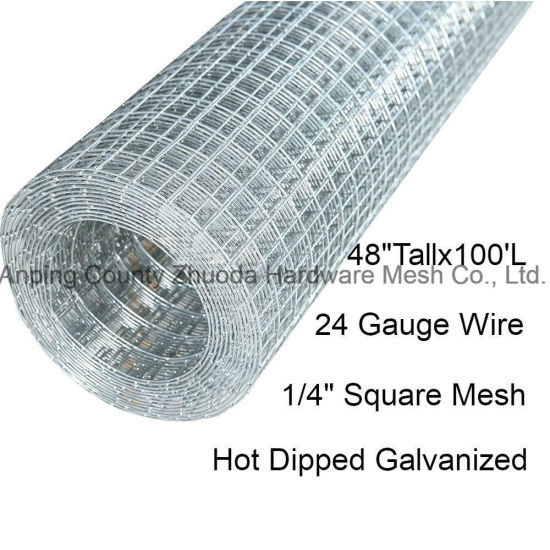 48"Tallx100'L
Anping County Zhuoda Hardware Mesh Co., Ltd.
24 Gauge Wire
1/4" Square Mesh
Hot Dipped Galvanized